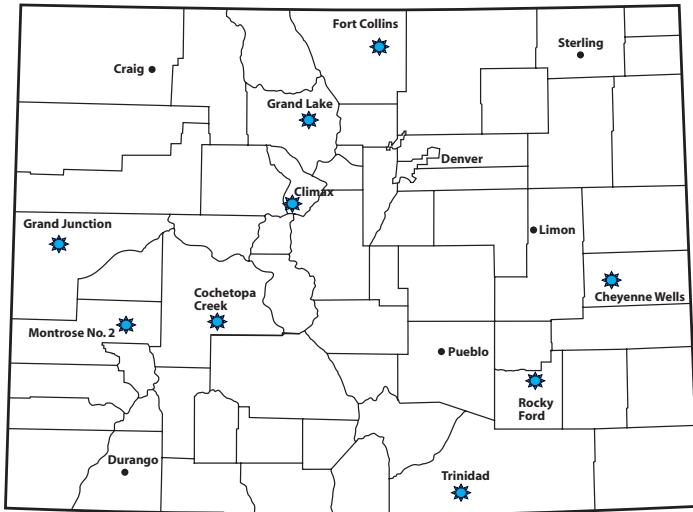 Fort Collins
Sterling
Craig
Grand Lake
Denver
Climax
Grand Junction
Limon
Cochetopa
Creek
Cheyenne Wells
Montrose No. 2
Pueblo
Rocky
Ford
Durango
Trinidad